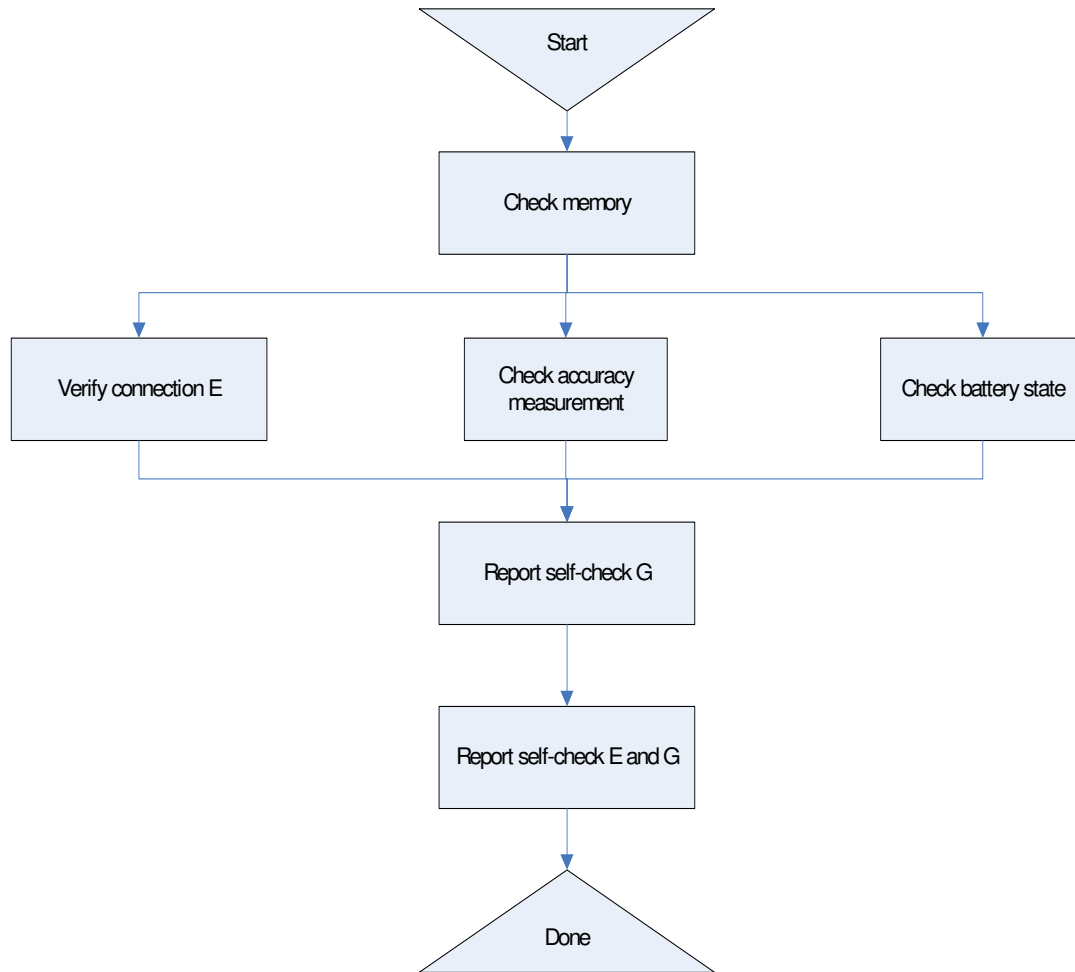 Start
Check memory
Verify connection E
Check accuracy
measurement
Check battery state
Report self-check G
Report self-check E and G
Done